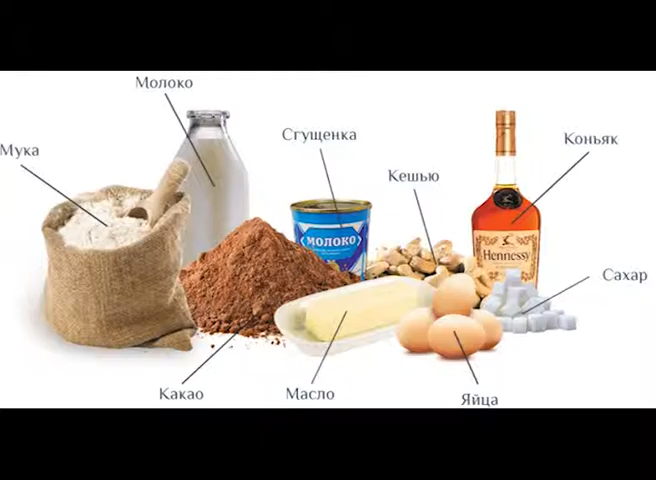 Молоко
Сгущенка
Коньяк
Мука
Кешью
МОЛОКО
Hennessy
Сахар
Какао
Масло
Яйца